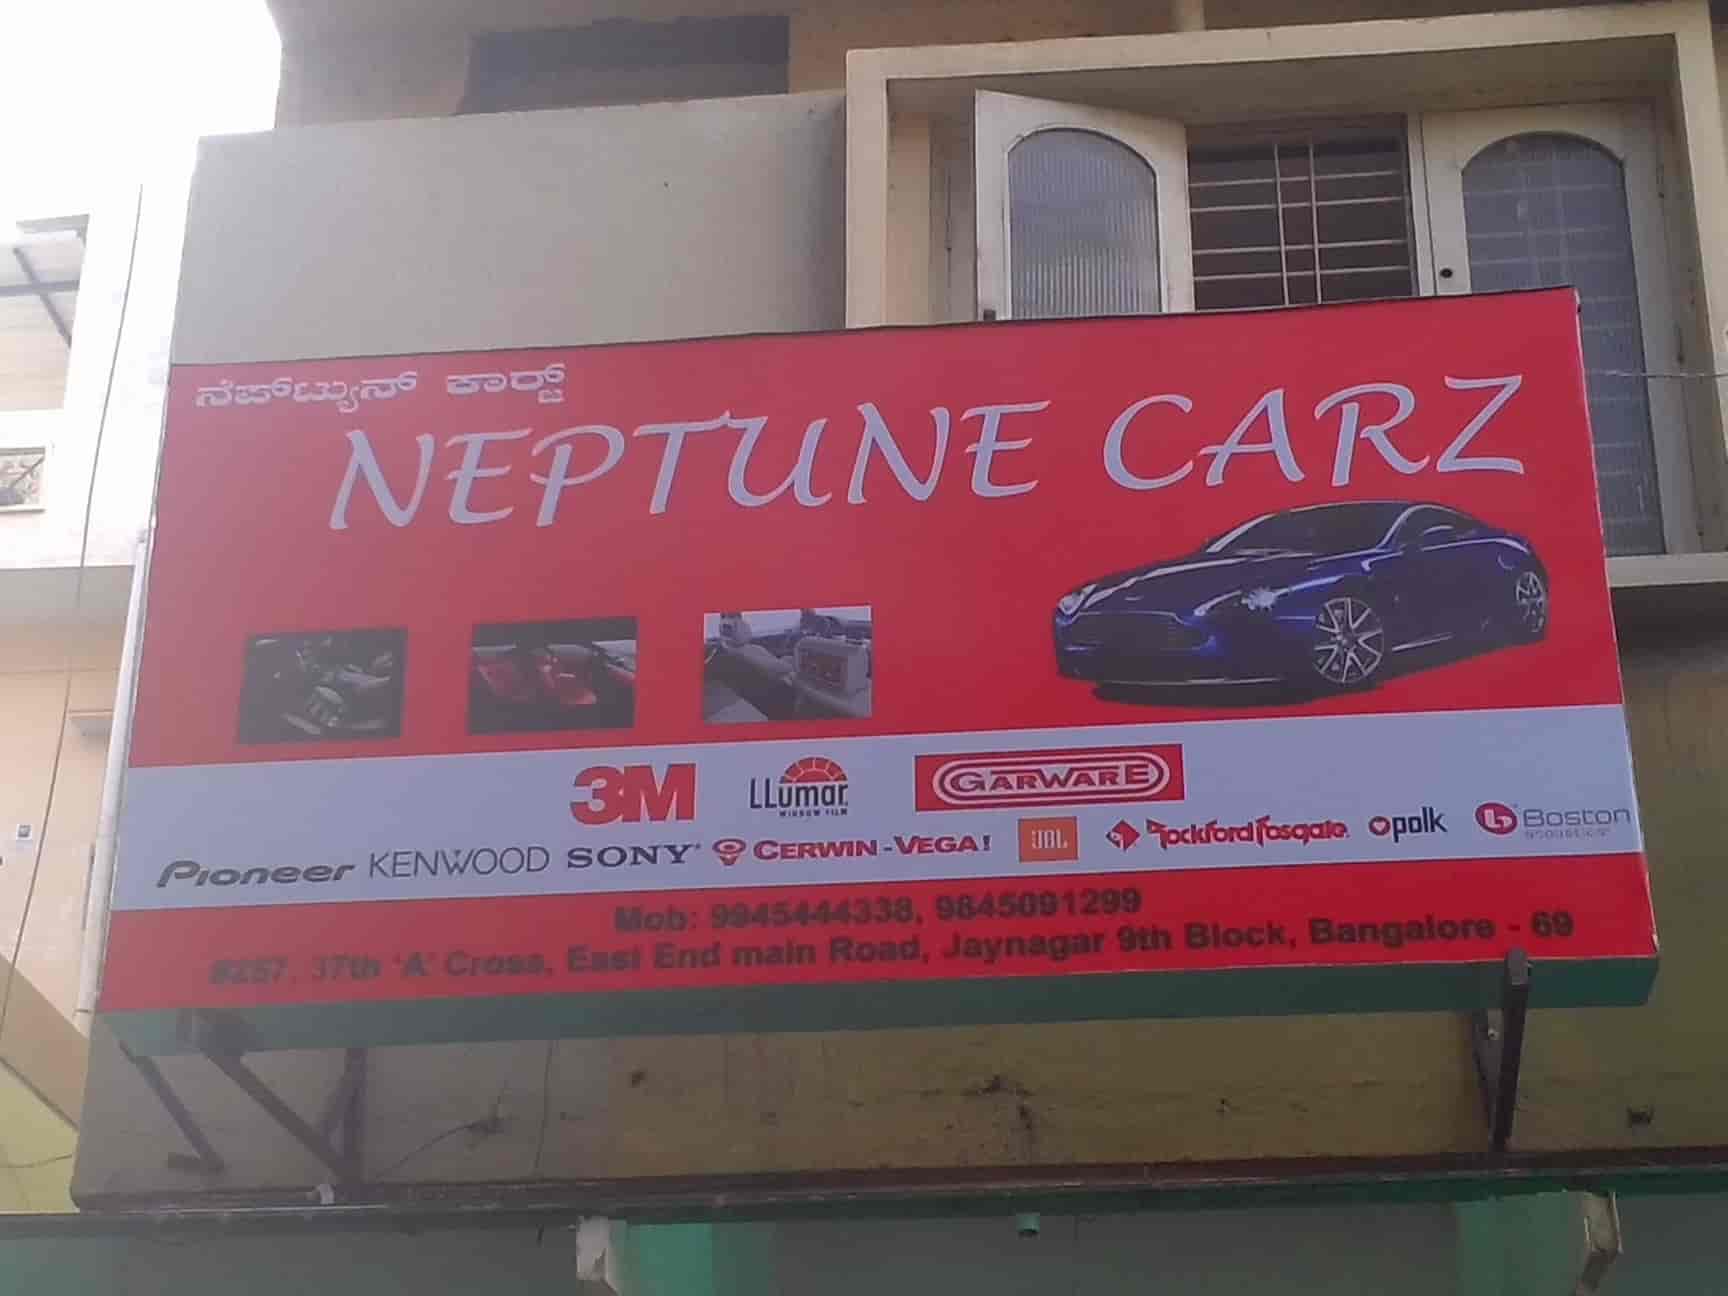 ನೆಪ್‌ಟ್ಯುನ್ ಕಾರ್ಜ್
NEPTUNE CARZ
3M LLumar GARWARE
WINDOW FILM
Pioneer KENWOOD SONY CERWIN-VEGA! JBL Rockford Fosgate polk Boston
acoustics
Mob: 9945444338, 9845091299
#257, 37th 'A' Cross, East End main Road, Jaynagar 9th Block, Bangalore - 69